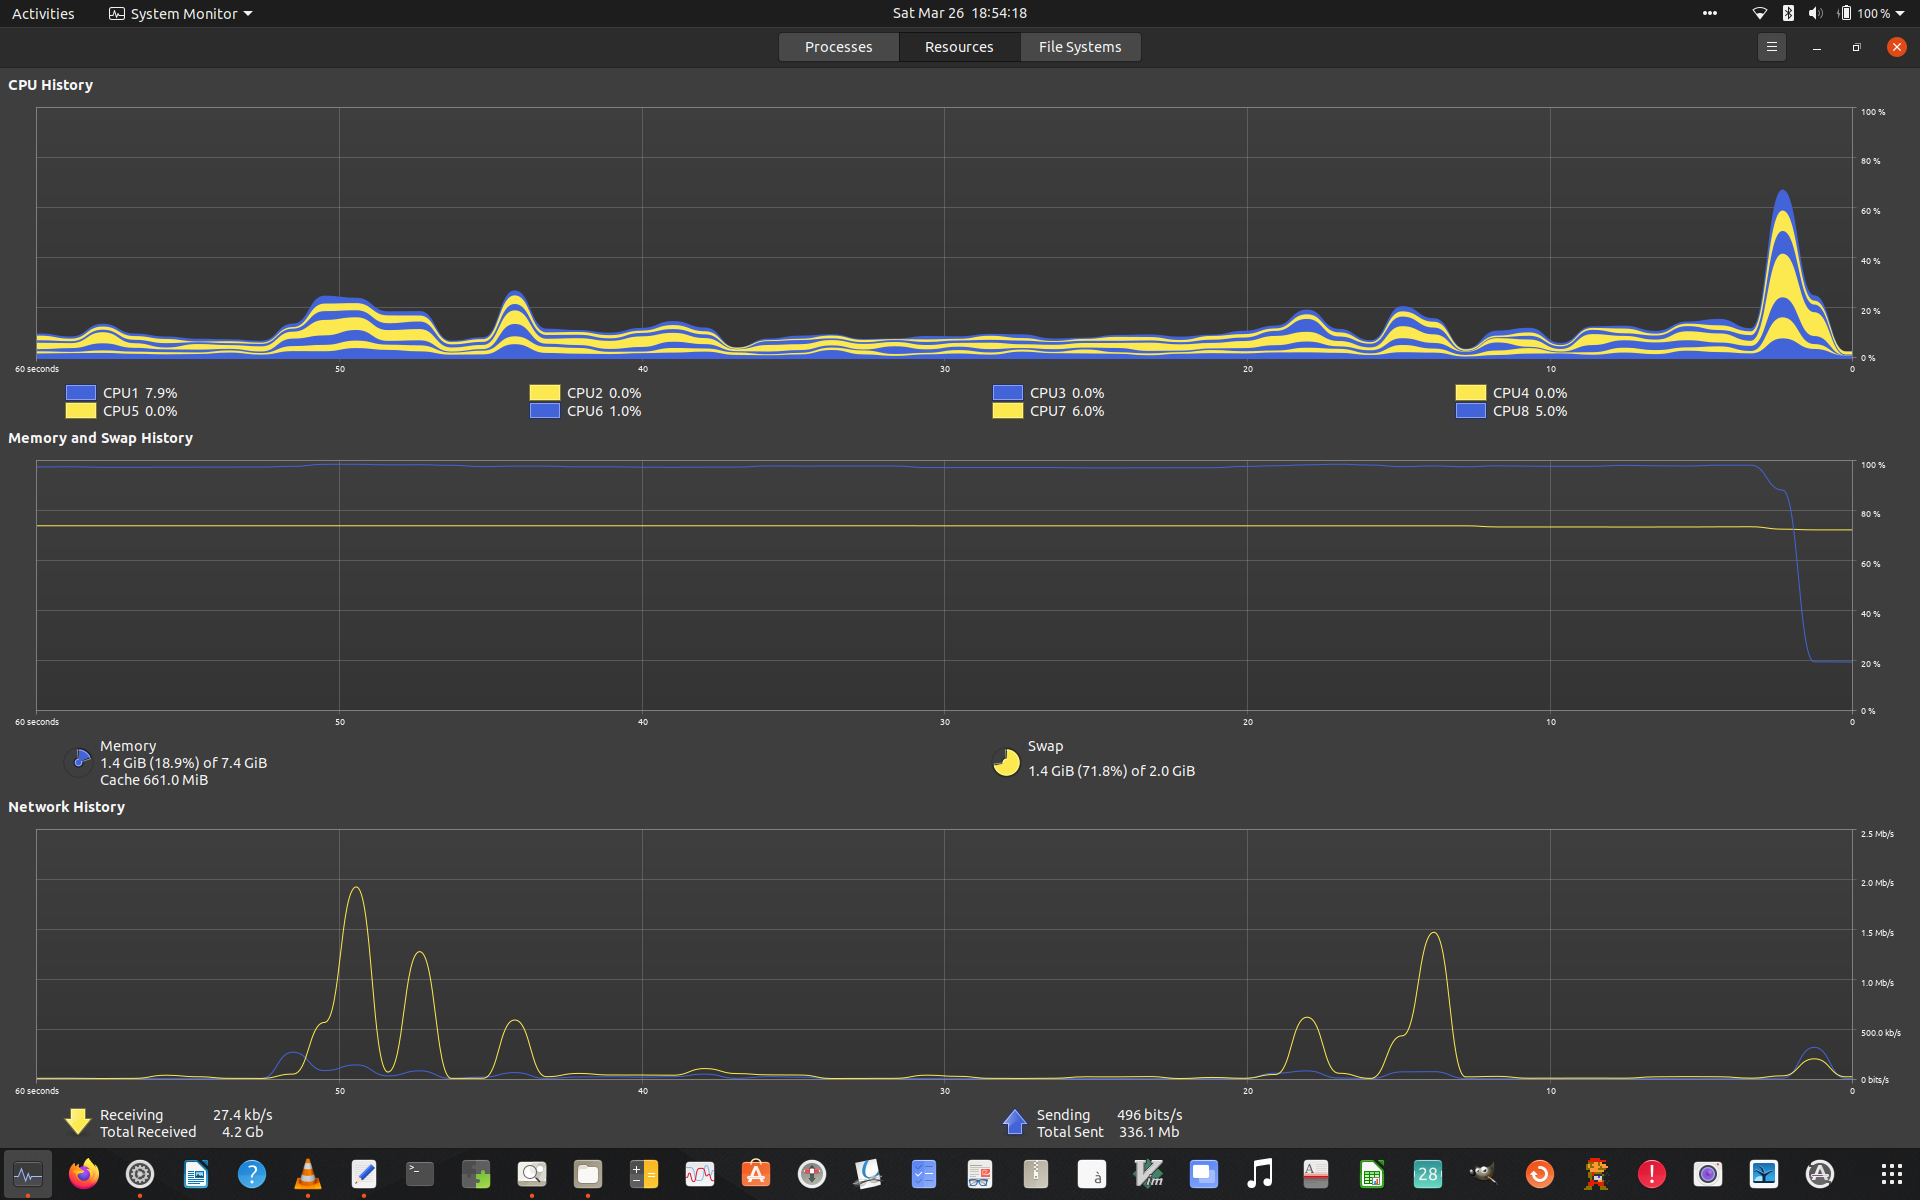 Activities System Monitor Sat Mar 26 18:54:18 100 %
Processes Resources File Systems
CPU History
100 %
80 %
60 %
40 %
20 %
0 %
60 seconds 50 40 30 20 10 0
CPU1 7.9% CPU2 0.0% CPU3 0.0% CPU4 0.0%
CPU5 0.0% CPU6 1.0% CPU7 6.0% CPU8 5.0%
Memory and Swap History
100 %
80 %
60 %
40 %
20 %
0 %
60 seconds 50 40 30 20 10 0
Memory
1.4 GiB (18.9%) of 7.4 GiB
Cache 661.0 MiB
Swap
1.4 GiB (71.8%) of 2.0 GiB
Network History
2.5 Mb/s
2.0 Mb/s
1.5 Mb/s
1.0 Mb/s
500.0 kb/s
0 bits/s
60 seconds 50 40 30 20 10 0
Receiving 27.4 kb/s
Total Received 4.2 Gb
Sending 496 bits/s
Total Sent 336.1 Mb
? >_ A à Vim A 28 !